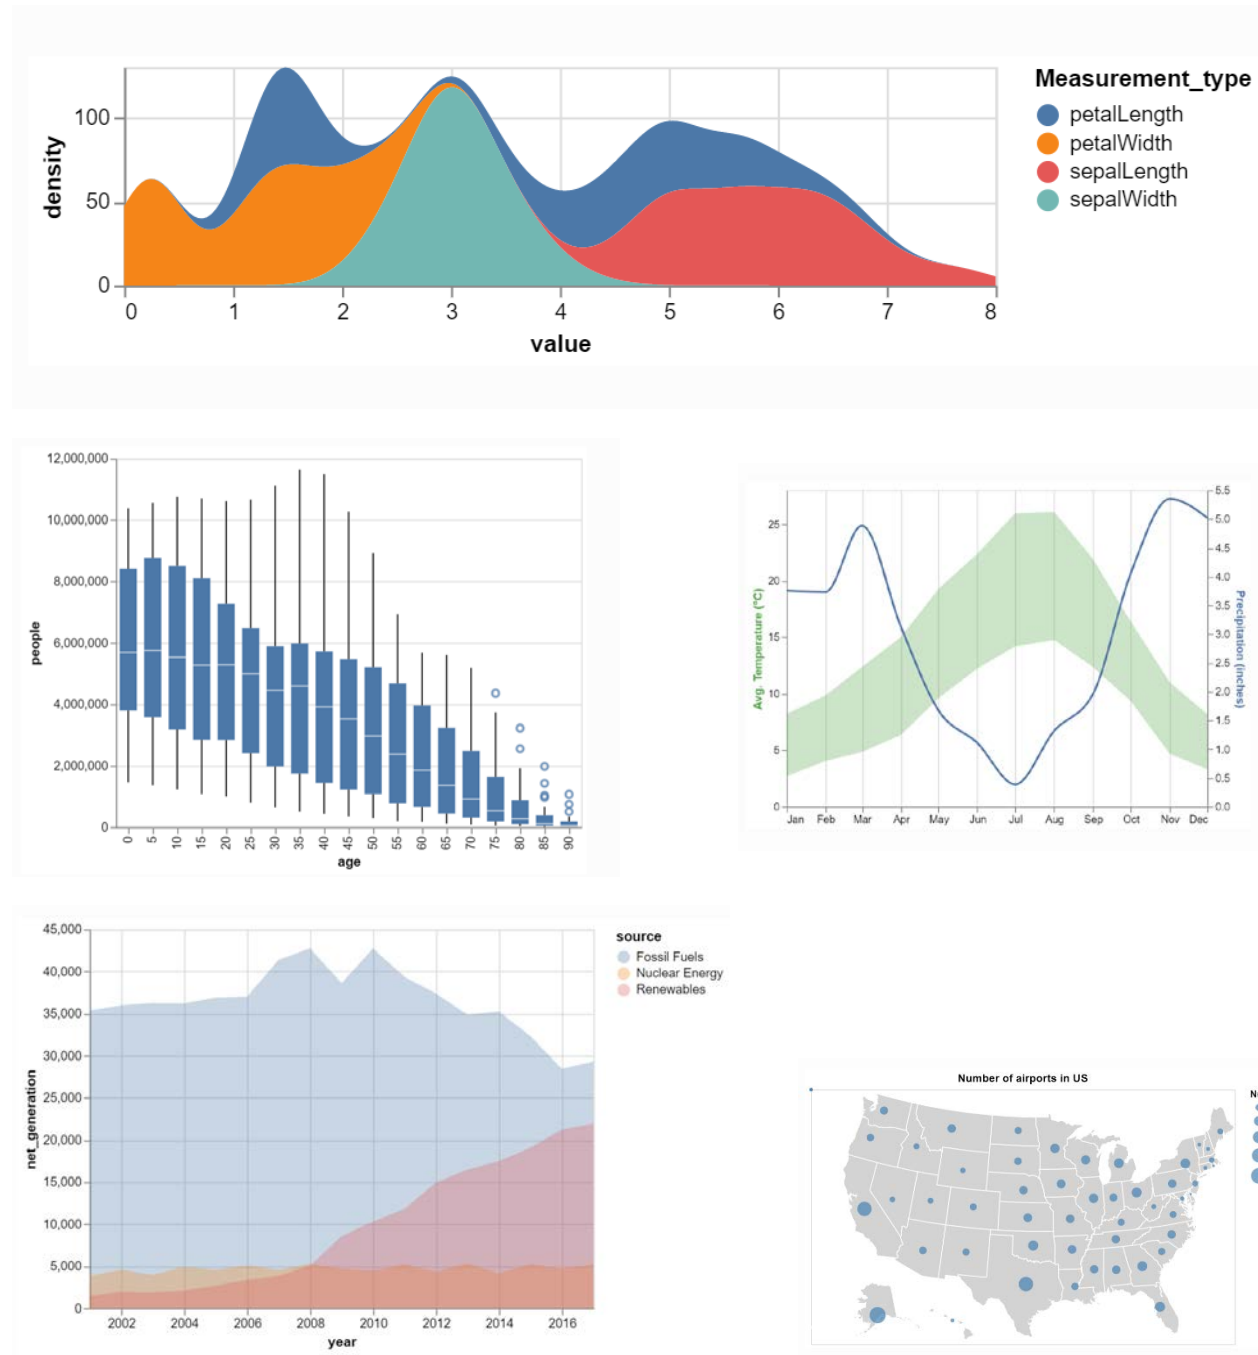 Measurement_type
petalLength
petalWidth
sepalLength
sepalWidth
density
100
50
0
0 1 2 3 4 5 6 7 8
value
people
12,000,000
10,000,000
8,000,000
6,000,000
4,000,000
2,000,000
0
0 5 10 15 20 25 30 35 40 45 50 55 60 65 70 75 80 85 90
age
Avg. Temperature (°C)
25
20
15
10
5
0
Jan Feb Mar Apr May Jun Jul Aug Sep Oct Nov Dec
5.5
5.0
4.5
4.0
3.5
3.0
2.5
2.0
1.5
1.0
0.5
0.0
Precipitation (inches)
net_generation
45,000
40,000
35,000
30,000
25,000
20,000
15,000
10,000
5,000
0
2002 2004 2006 2008 2010 2012 2014 2016
year
source
Fossil Fuels
Nuclear Energy
Renewables
Number of airports in US